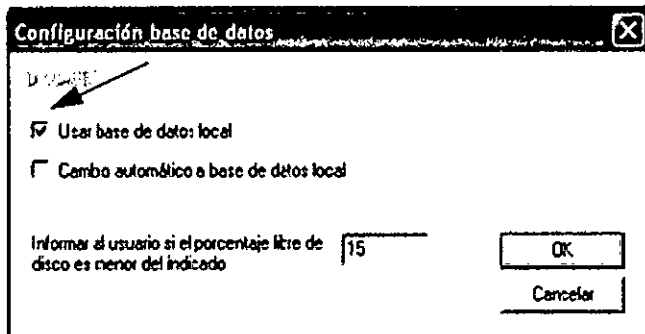 Configuración base de datos
Usar base de datos local
Cambio automático a base de datos local
Informar al usuario si el porcentaje libre de
disco es menor del indicado
15
OK
Cancelar